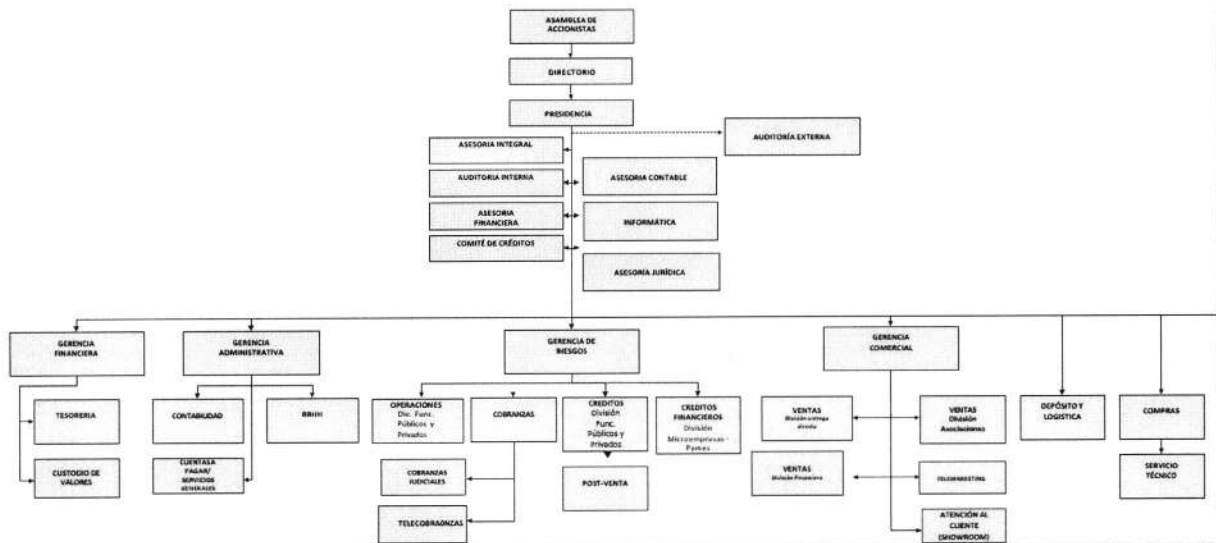 ASAMBLEA DE
ACCIONISTAS
DIRECTORIO
PRESIDENCIA
AUDITORÍA EXTERNA
ASESORIA INTEGRAL
AUDITORIA INTERNA
ASESORIA CONTABLE
ASESORIA
FINANCIERA
INFORMÁTICA
COMITÉ DE CRÉDITOS
ASESORÍA JURÍDICA
GERENCIA
FINANCIERA
GERENCIA
ADMINISTRATIVA
GERENCIA DE
RIESGOS
GERENCIA
COMERCIAL
TESORERIA
CUSTODIO DE
VALORES
CONTABILIDAD
RRHH
CUENTAS A
PAGAR/
SERVICIOS
GENERALES
OPERACIONES
Div. Func.
Públicos y
Privados
COBRANZAS
CREDITOS
División
Func.
Públicos y
Privados
CREDITOS
FINANCIEROS
División
Microempresas -
COBRANZAS
JUDICIALES
POST-VENTA
TELECOBRAONZAS
VENTAS
División entrega
directa
VENTAS
División
Asociaciones
VENTAS
División Financiera
TELEMARKETING
ATENCIÓN AL
CLIENTE
(SHOWROOM)
DEPÓSITO Y
LOGISTICA
COMPRAS
SERVICIO
TÉCNICO